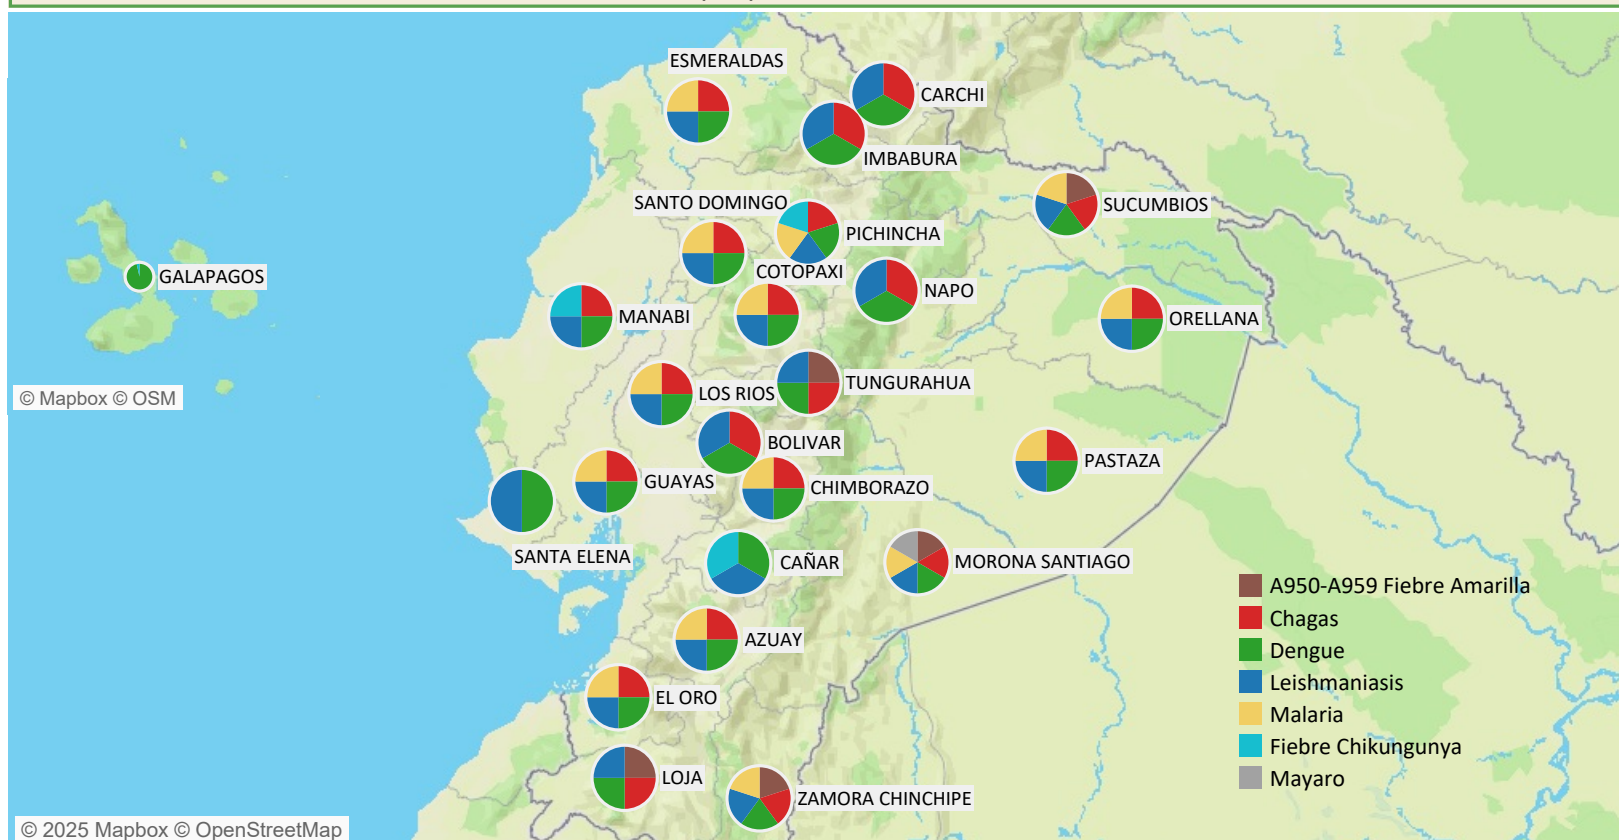 ESMERALDAS
CARCHI
IMBABURA
SUCUMBIOS
SANTO DOMINGO
PICHINCHA
COTOPAXI
GALAPAGOS
NAPO
MANABI
ORELLANA
TUNGURAHUA
LOS RIOS
© Mapbox © OSM
BOLIVAR
PASTAZA
GUAYAS
CHIMBORAZO
SANTA ELENA
CAÑAR
MORONA SANTIAGO
AZUAY
EL ORO
LOJA
ZAMORA CHINCHIPE
A950-A959 Fiebre Amarilla
Chagas
Dengue
Leishmaniasis
Malaria
Fiebre Chikungunya
Mayaro
© 2025 Mapbox © OpenStreetMap